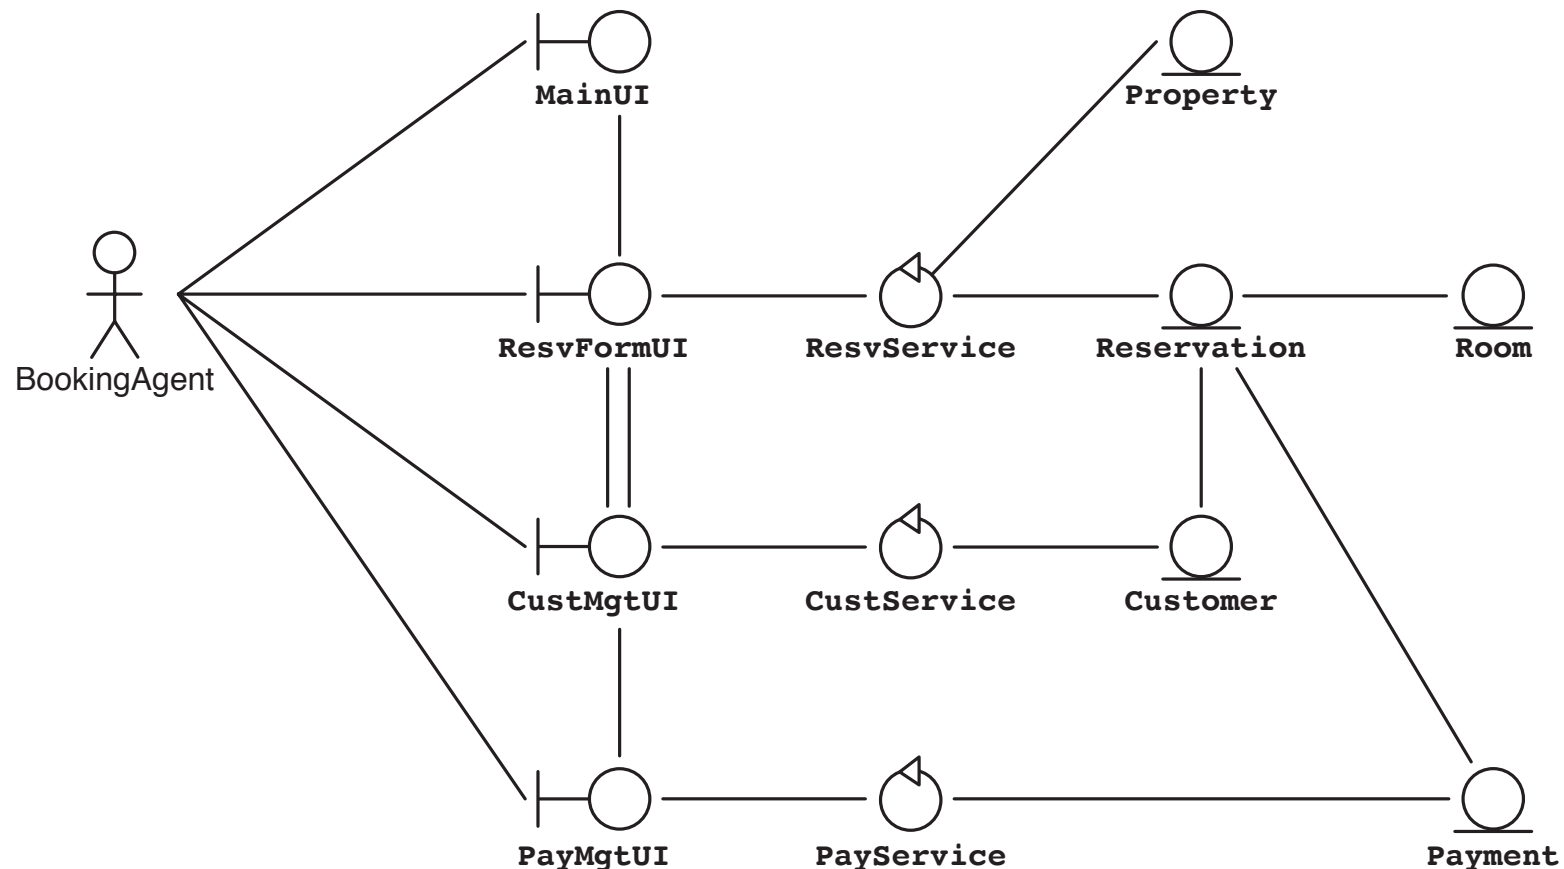 MainUI
Property
BookingAgent
ResvFormUI
ResvService
Reservation
Room
CustMgtUI
CustService
Customer
PayMgtUI
PayService
Payment